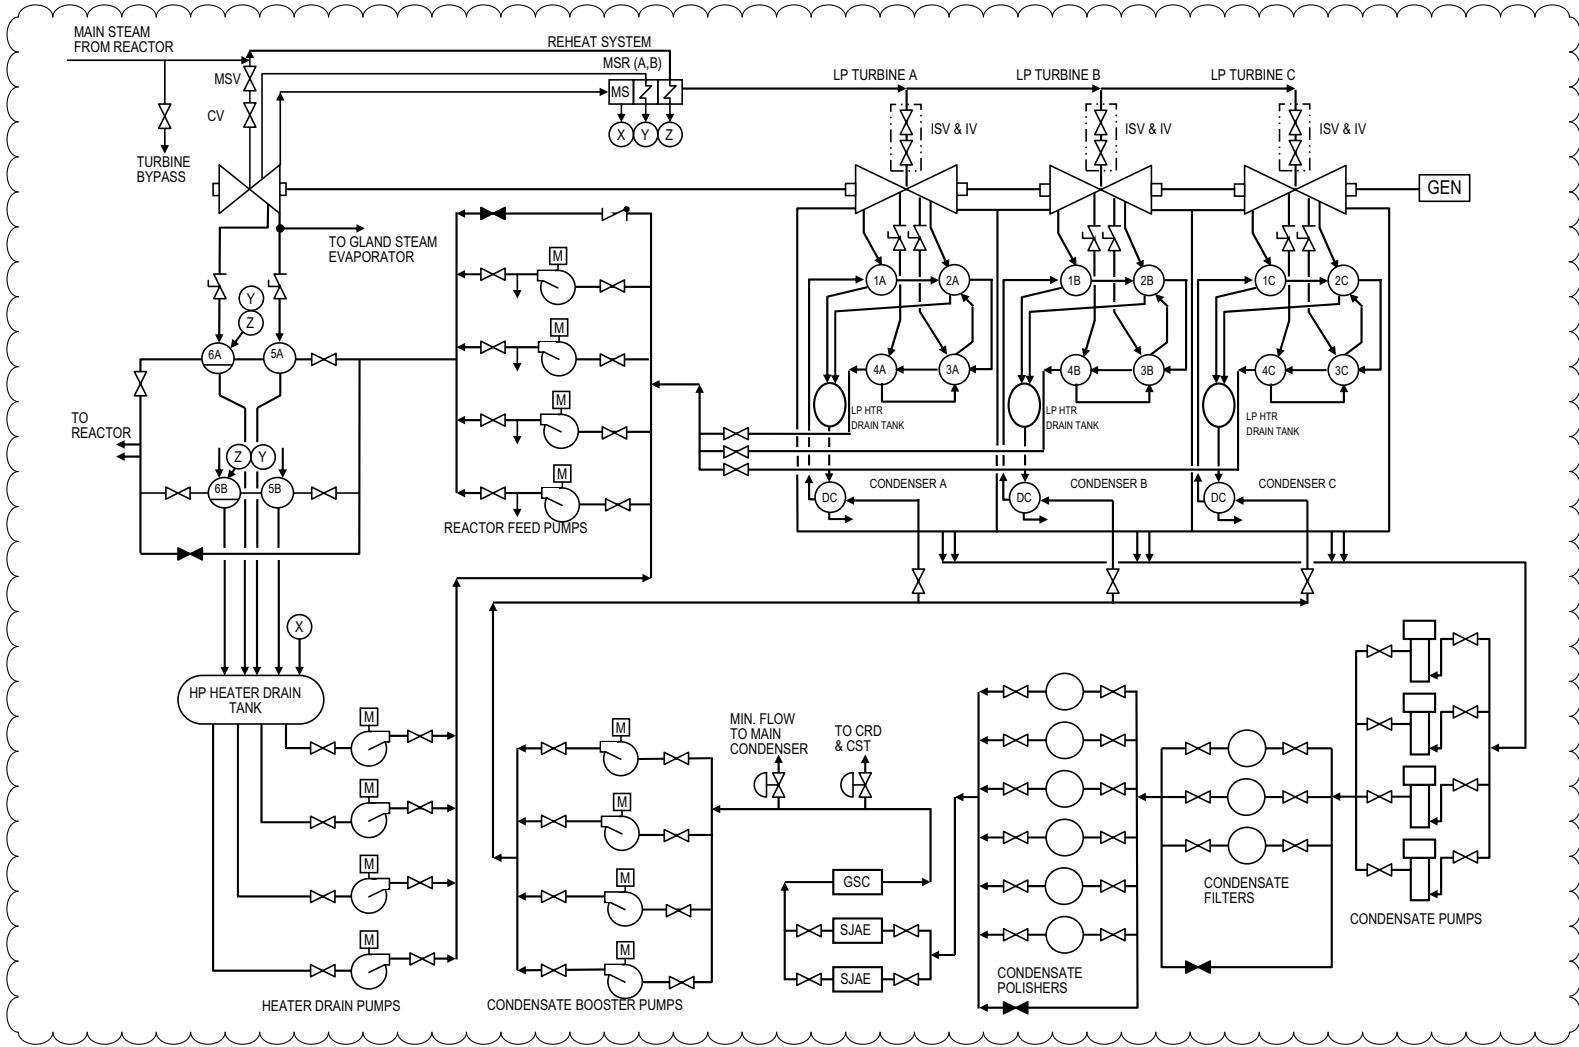 MAIN STEAM
FROM REACTOR
REHEAT SYSTEM
MSR (A,B)
LP TURBINE A
LP TURBINE B
LP TURBINE C
MSV
MS
CV
X
Y
Z
ISV & IV
ISV & IV
ISV & IV
TURBINE
BYPASS
GEN
TO GLAND STEAM
EVAPORATOR
M
1A
2A
1B
2B
1C
2C
Y
Z
M
6A
5A
4A
3A
4B
3B
4C
3C
M
LP HTR
DRAIN TANK
LP HTR
DRAIN TANK
LP HTR
DRAIN TANK
TO
REACTOR
Z
Y
M
6B
5B
CONDENSER A
CONDENSER B
CONDENSER C
DC
DC
DC
REACTOR FEED PUMPS
X
HP HEATER DRAIN
TANK
M
M
MIN. FLOW
TO MAIN
CONDENSER
TO CRD
& CST
M
M
M
M
GSC
CONDENSATE
FILTERS
CONDENSATE PUMPS
SJAE
M
M
SJAE
CONDENSATE
POLISHERS
HEATER DRAIN PUMPS
CONDENSATE BOOSTER PUMPS